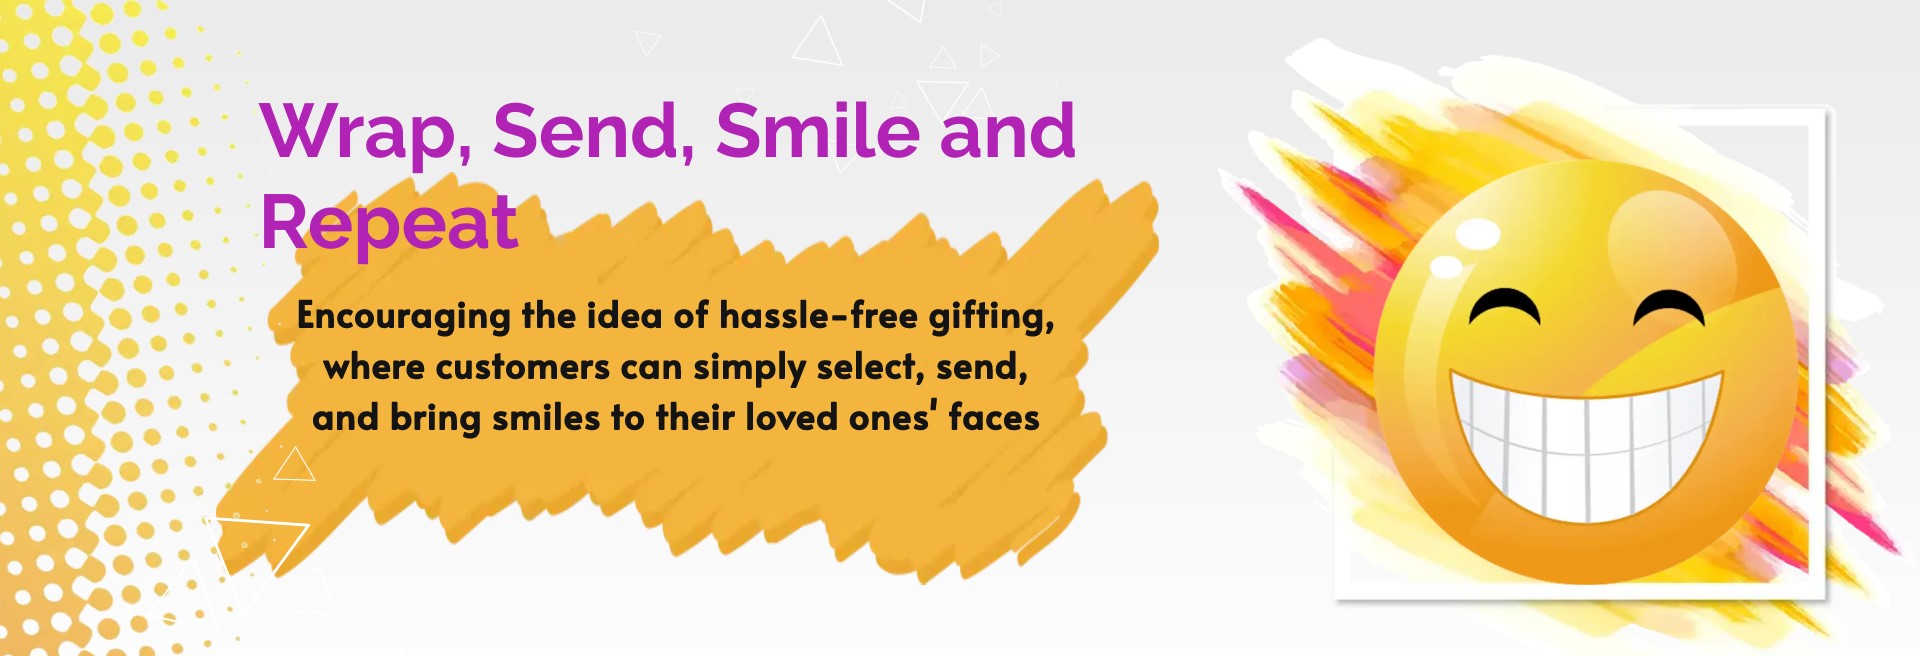 Wrap, Send, Smile and
Repeat
Encouraging the idea of hassle-free gifting,
where customers can simply select, send,
and bring smiles to their loved ones' faces